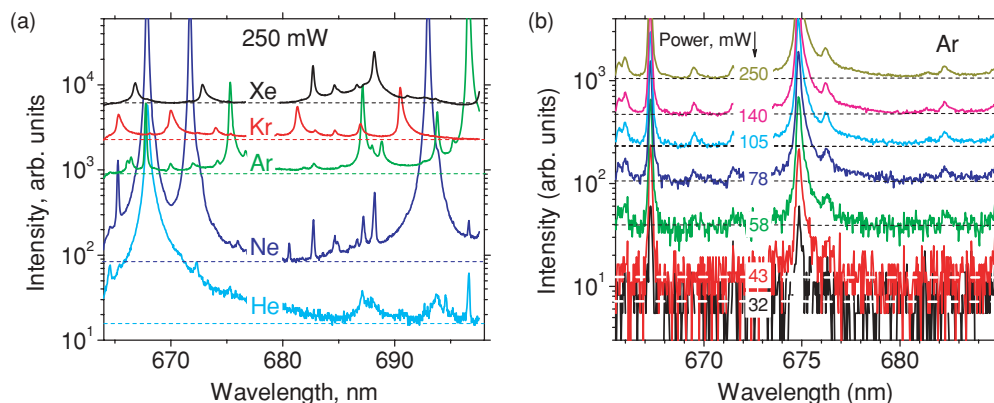 (a)
250 mW
Xe
Kr
Ar
Ne
He
10^4
10^3
10^2
10^1
Intensity, arb. units
670
680
690
Wavelength, nm
(b)
Power, mW
Ar
250
140
105
78
58
43
32
10^3
10^2
10^1
Intensity (arb. units)
670
675
680
Wavelength (nm)